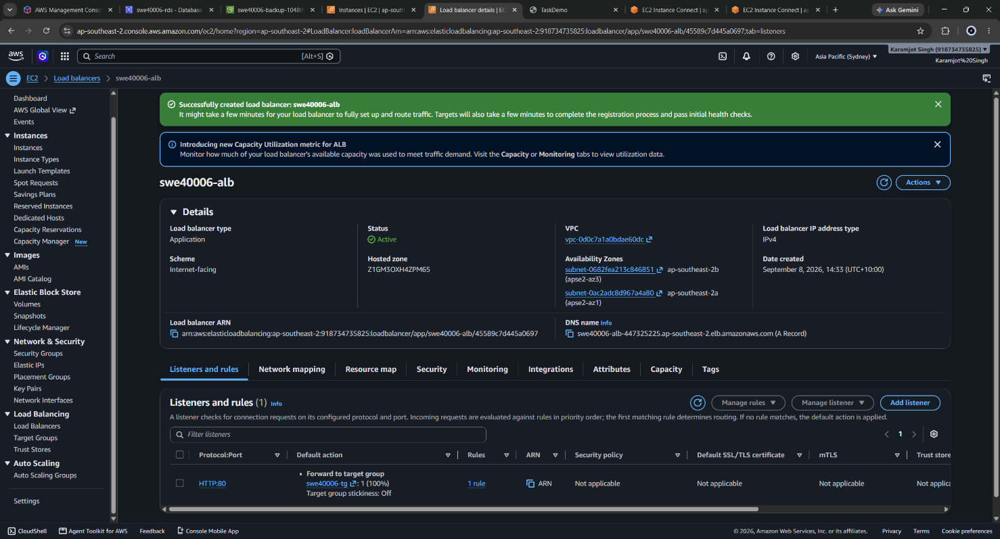 AWS Management Conso
swe40006-rds - Database
swe40006-backup-10480
Instances | EC2 | ap-south
Load balancer details | EC
TaskDemo
EC2 Instance Connect | ap
EC2 Instance Connect | ap
Ask Gemini
ap-southeast-2.console.aws.amazon.com/ec2/home?region=ap-southeast-2#LoadBalancer:loadBalancerArn=arn:aws:elasticloadbalancing:ap-southeast-2:918734735825:loadbalancer/app/swe40006-alb/45589c7d445a0697;tab=listeners
aws
Search
[Alt+S]
Asia Pacific (Sydney)
Karamjot Singh (918734735825)
Karamjot%20Singh
EC2
Load balancers
swe40006-alb
Dashboard
AWS Global View
Events
Instances
Instances
Instance Types
Launch Templates
Spot Requests
Savings Plans
Reserved Instances
Dedicated Hosts
Capacity Reservations
Capacity Manager New
Images
AMIs
AMI Catalog
Elastic Block Store
Volumes
Snapshots
Lifecycle Manager
Network & Security
Security Groups
Elastic IPs
Placement Groups
Key Pairs
Network Interfaces
Load Balancing
Load Balancers
Target Groups
Trust Stores
Auto Scaling
Auto Scaling Groups
Settings
Successfully created load balancer: swe40006-alb
It might take a few minutes for your load balancer to fully set up and route traffic. Targets will also take a few minutes to complete the registration process and pass initial health checks.
Introducing new Capacity Utilization metric for ALB
Monitor how much of your load balancer's available capacity was used to meet traffic demand. Visit the Capacity or Monitoring tabs to view utilization data.
swe40006-alb
Actions
Details
Load balancer type
Application
Status
Active
VPC
vpc-0d0c7a1a0bdae60dc
Load balancer IP address type
IPv4
Scheme
Internet-facing
Hosted zone
Z1GM3OXH4ZPM65
Availability Zones
subnet-0682fea213c846851 ap-southeast-2b
(apse2-az3)
subnet-0ac2adc8d967a4a80 ap-southeast-2a
(apse2-az1)
Date created
September 8, 2026, 14:33 (UTC+10:00)
Load balancer ARN
arn:aws:elasticloadbalancing:ap-southeast-2:918734735825:loadbalancer/app/swe40006-alb/45589c7d445a0697
DNS name Info
swe40006-alb-447325225.ap-southeast-2.elb.amazonaws.com (A Record)
Listeners and rules
Network mapping
Resource map
Security
Monitoring
Integrations
Attributes
Capacity
Tags
Listeners and rules (1) Info
Manage rules
Manage listener
Add listener
A listener checks for connection requests on its configured protocol and port. Incoming requests are evaluated against rules in priority order; the first matching rule determines routing. If no rule matches, the default action is applied.
Filter listeners
1
Protocol:Port
Default action
Rules
ARN
Security policy
Default SSL/TLS certificate
mTLS
Trust store
HTTP:80
Forward to target group
swe40006-tg : 1 (100%)
Target group stickiness: Off
1 rule
ARN
Not applicable
Not applicable
Not applicable
Not applica
CloudShell
Agent Toolkit for AWS
Feedback
Console Mobile App
© 2026, Amazon Web Services, Inc. or its affiliates.
Privacy
Terms
Cookie preferences